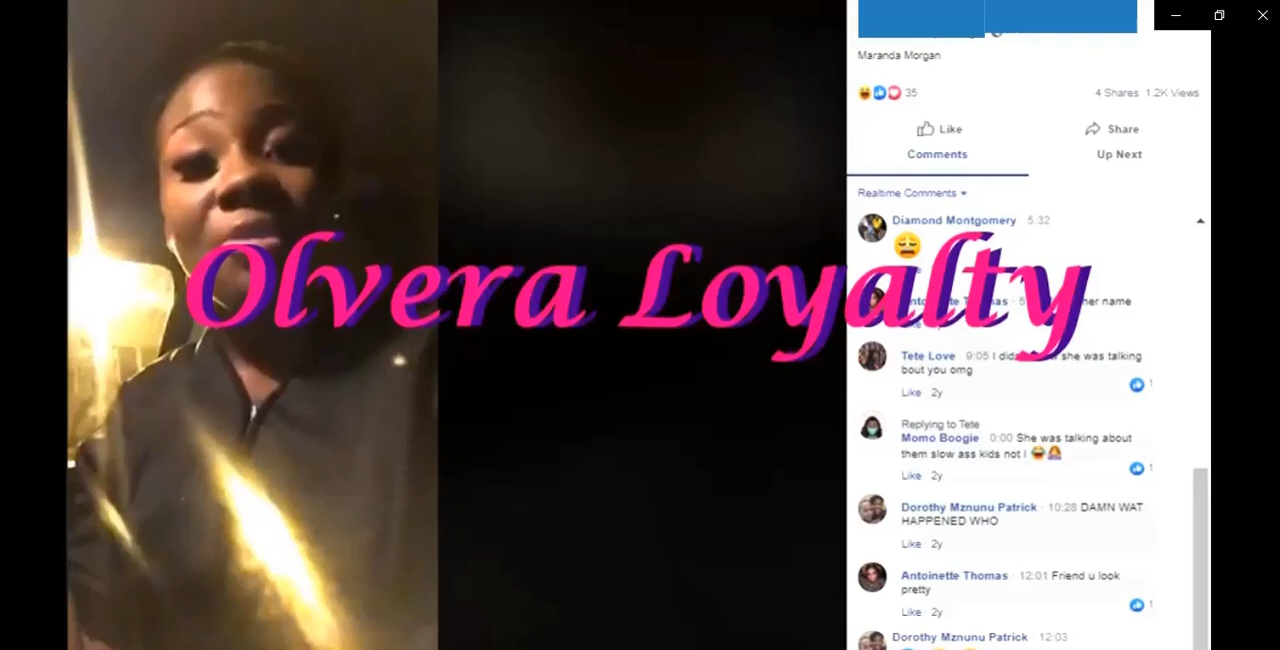 Maranda Morgan
35
4 Shares 1.2K Views
Like
Share
Comments
Up Next
Realtime Comments
Diamond Montgomery 5:32
Olvera Loyalty
her name
Tete Love 9:05 I she was talking
bout you omg
Like 2y
1
Replying to Tete
Momo Boogie 0:00 She was talking about
them slow ass kids not I
Like 2y
1
Dorothy Mznunu Patrick · 10:28 DAMN WAT
HAPPENED WHO
Like 2y
Antoinette Thomas · 12:01 Friend u look
pretty
Like · 2y
1
Dorothy Mznunu Patrick · 12:03